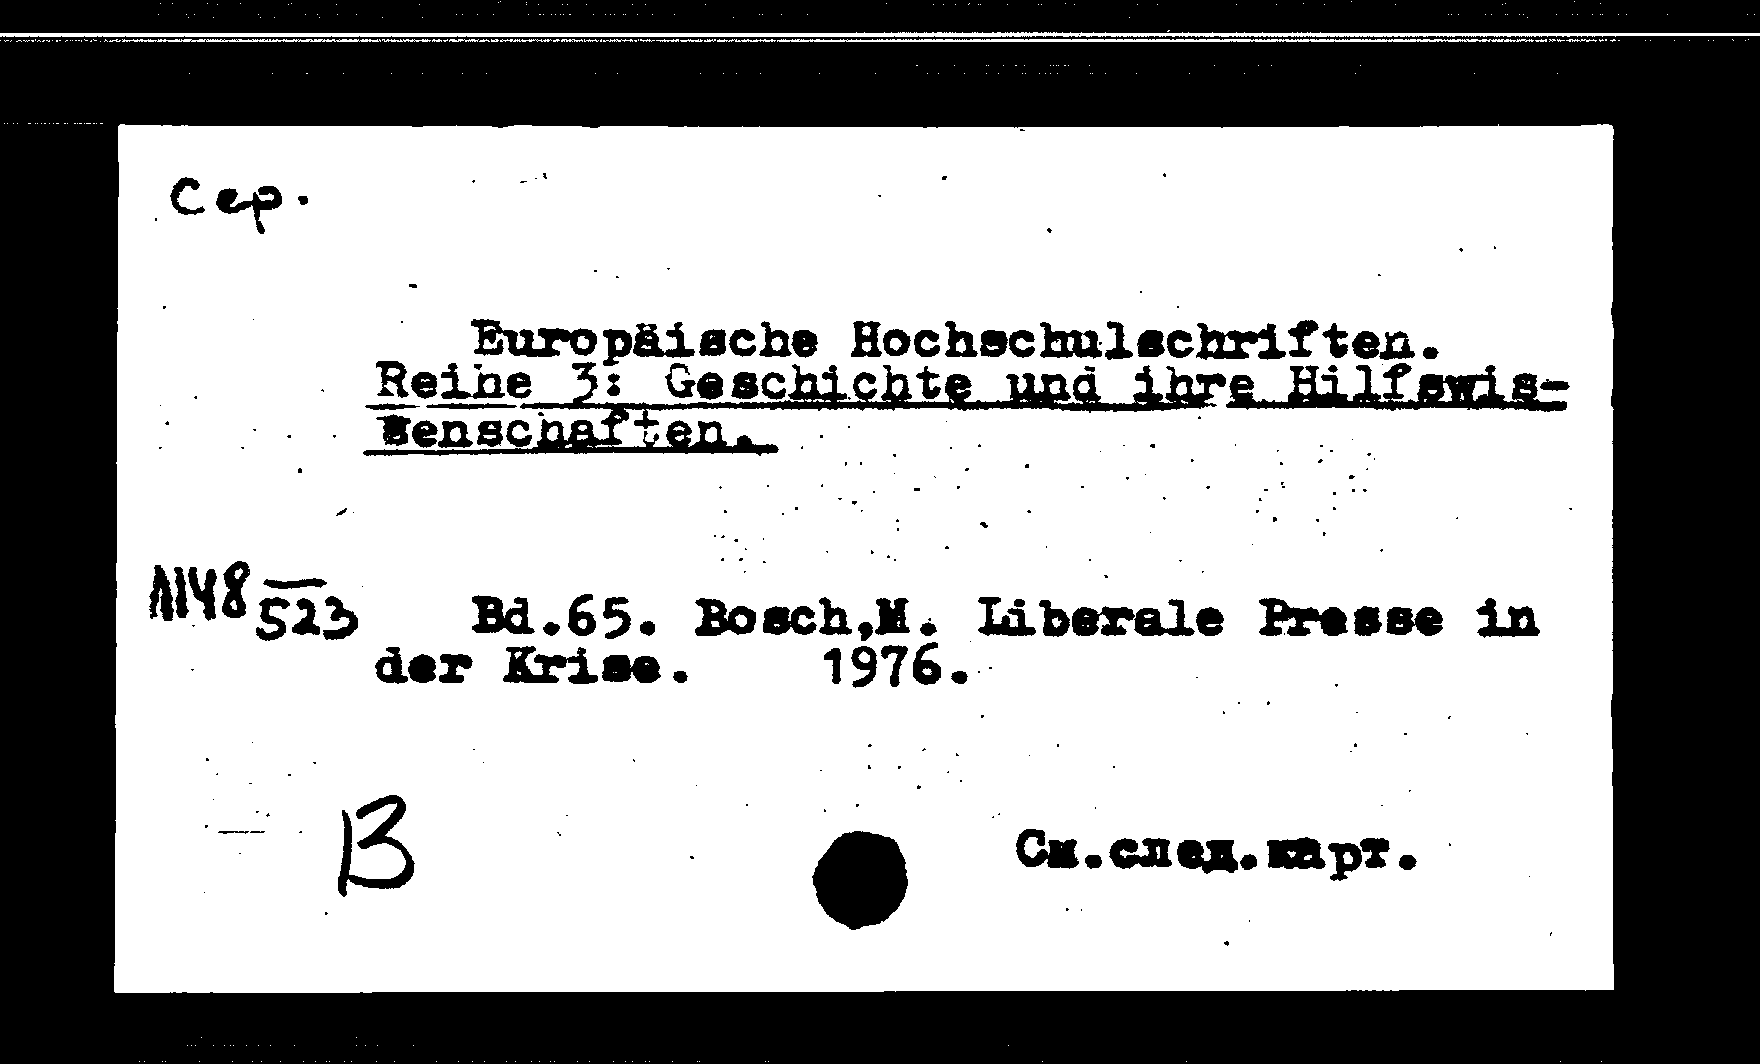 Сер.
Europäische Hochschulschriften.
Reihe 3: Geschichte und ihre Hilfswis-
senschaften.
Bd.65. Bosch,M. Liberale Presse in
523
der Krise. 1976.
В
См.след.карт.